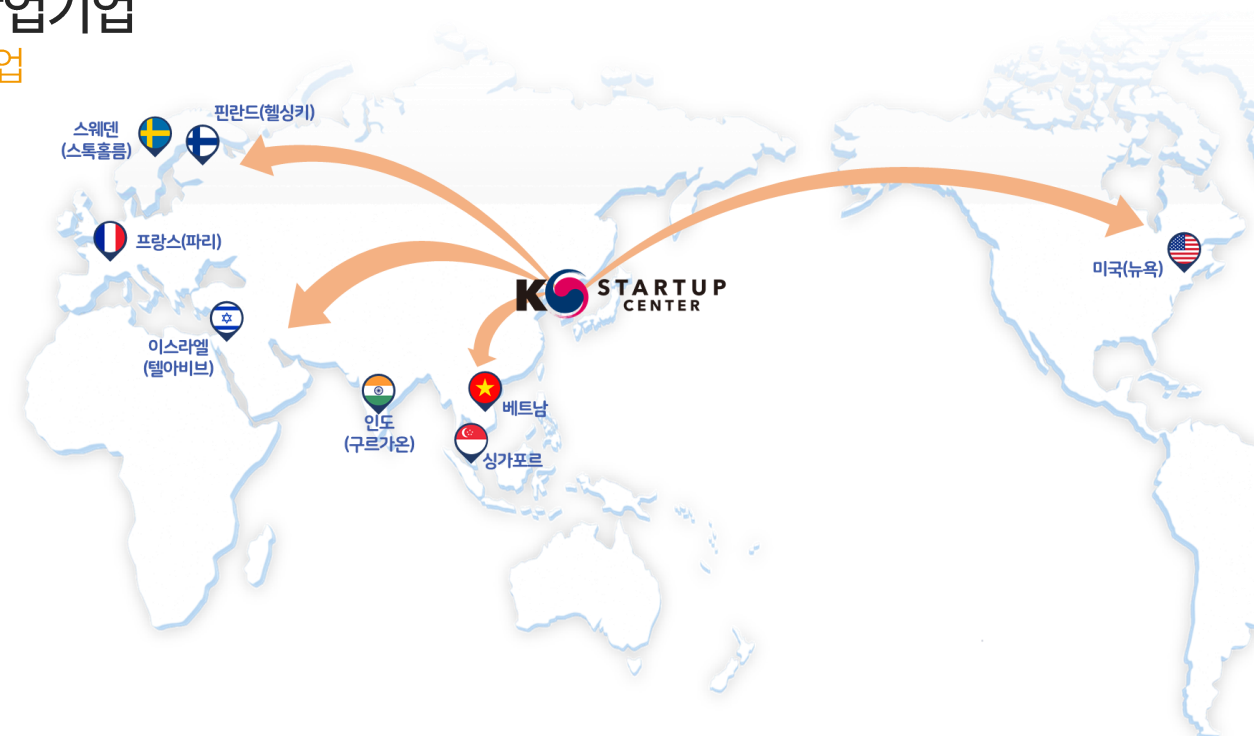 업기업
업
핀란드(헬싱키)
스웨덴
(스톡홀름)
프랑스(파리)
미국(뉴욕)
K STARTUP
CENTER
이스라엘
(텔아비브)
인도
(구르가온)
베트남
싱가포르